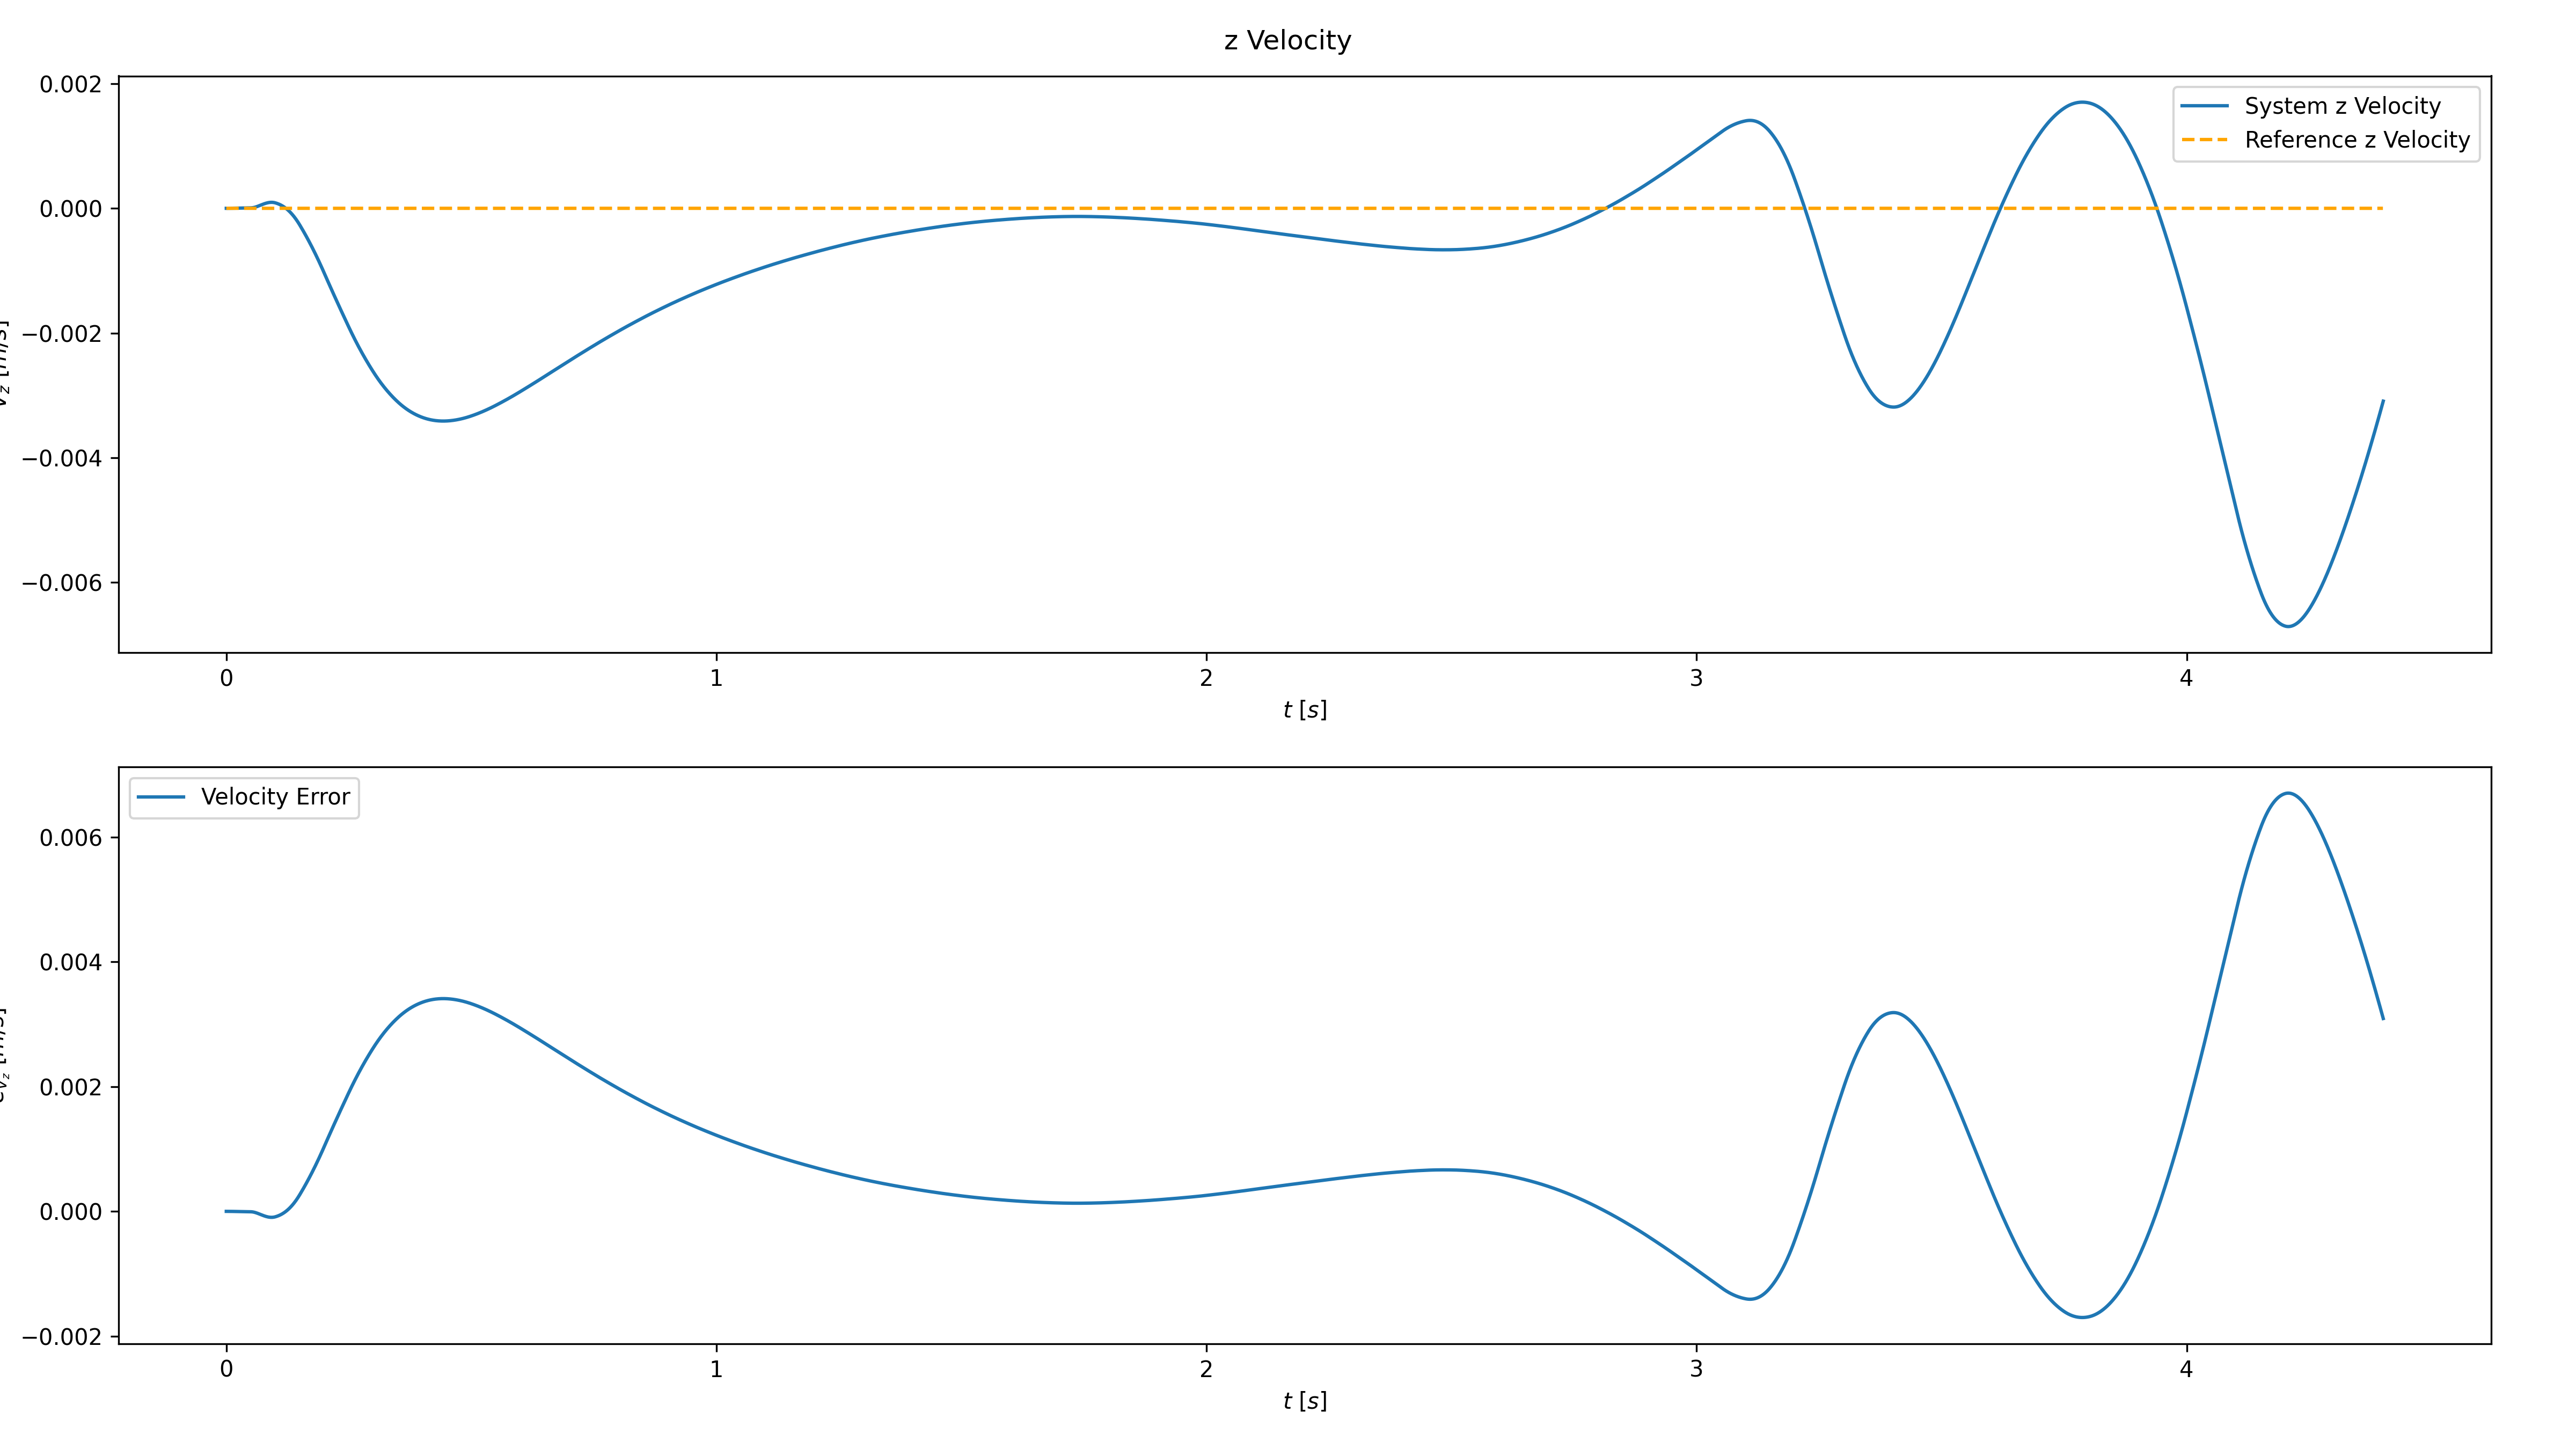 z Velocity
0.002
0.000
−0.002
−0.004
−0.006
System z Velocity
Reference z Velocity
0 1 2 3 4
t [s]
Velocity Error
0.006
0.004
0.002
0.000
−0.002
0 1 2 3 4
t [s]